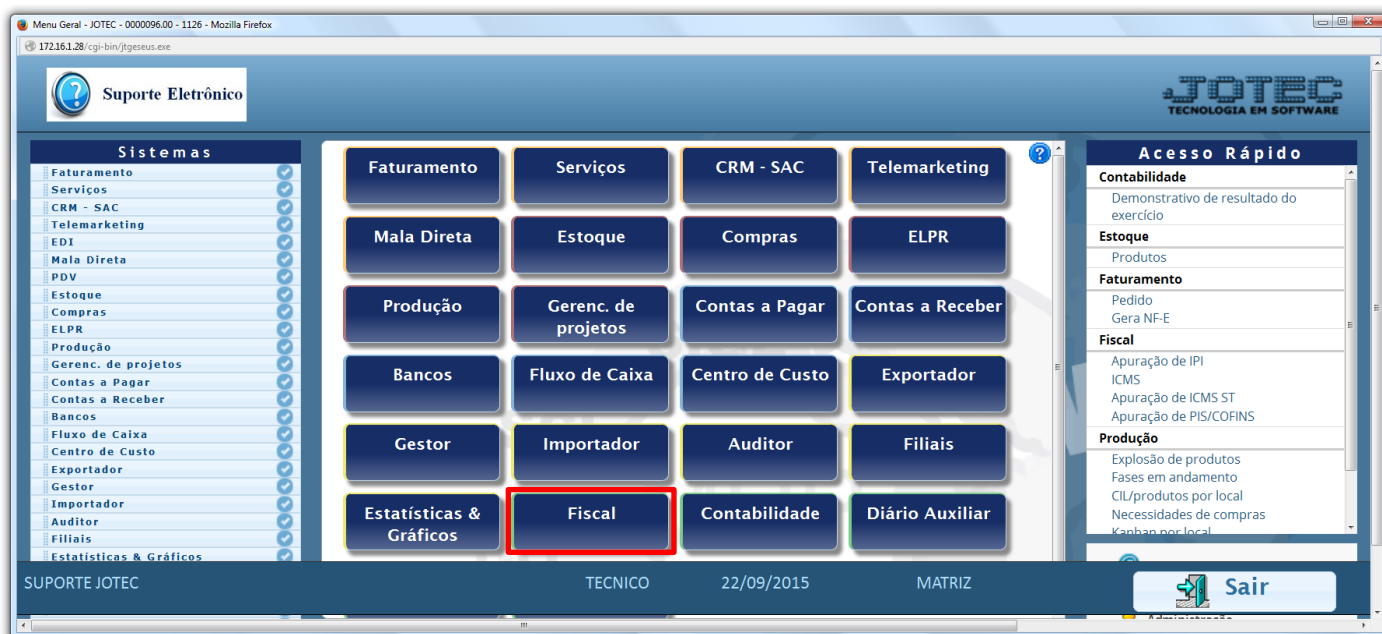 Menu Geral - JOTEC - 0000096.00 - 1126 - Mozilla Firefox
172.16.1.28/cgi-bin/jtgeseus.exe
Suporte Eletrônico
JOTEC
TECNOLOGIA EM SOFTWARE
Sistemas
Faturamento
Serviços
CRM - SAC
Telemarketing
EDI
Mala Direta
PDV
Estoque
Compras
ELPR
Produção
Gerenc. de projetos
Contas a Pagar
Contas a Receber
Bancos
Fluxo de Caixa
Centro de Custo
Exportador
Gestor
Importador
Auditor
Filiais
Estatísticas & Gráficos
Faturamento
Serviços
CRM - SAC
Telemarketing
Mala Direta
Estoque
Compras
ELPR
Produção
Gerenc. de
projetos
Contas a Pagar
Contas a Receber
Bancos
Fluxo de Caixa
Centro de Custo
Exportador
Gestor
Importador
Auditor
Filiais
Estatísticas &
Gráficos
Fiscal
Contabilidade
Diário Auxiliar
Acesso Rápido
Contabilidade
Demonstrativo de resultado do
exercício
Estoque
Produtos
Faturamento
Pedido
Gera NF-E
Fiscal
Apuração de IPI
ICMS
Apuração de ICMS ST
Apuração de PIS/COFINS
Produção
Explosão de produtos
Fases em andamento
CIL/produtos por local
Necessidades de compras
Kanban por local
SUPORTE JOTEC
TECNICO
22/09/2015
MATRIZ
Sair
Administração